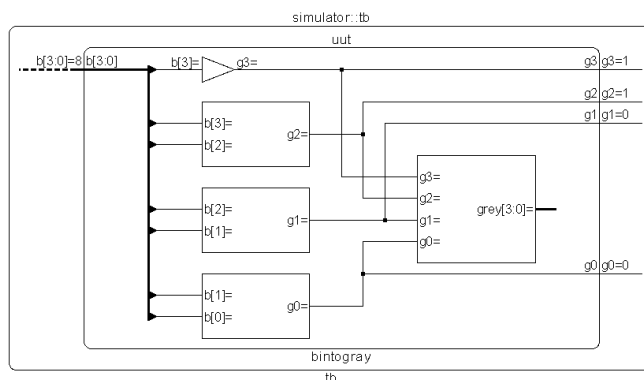 simulator::tb
uut
b[3:0]=8 b[3:0]
b[3]= g3=
g3 g3=1
g2 g2=1
g1 g1=0
b[3]=
b[2]=
g2=
b[2]=
b[1]=
g1=
g3=
g2=
g1=
g0=
grey[3:0]=
b[1]=
b[0]=
g0=
g0 g0=0
bintogray
tb